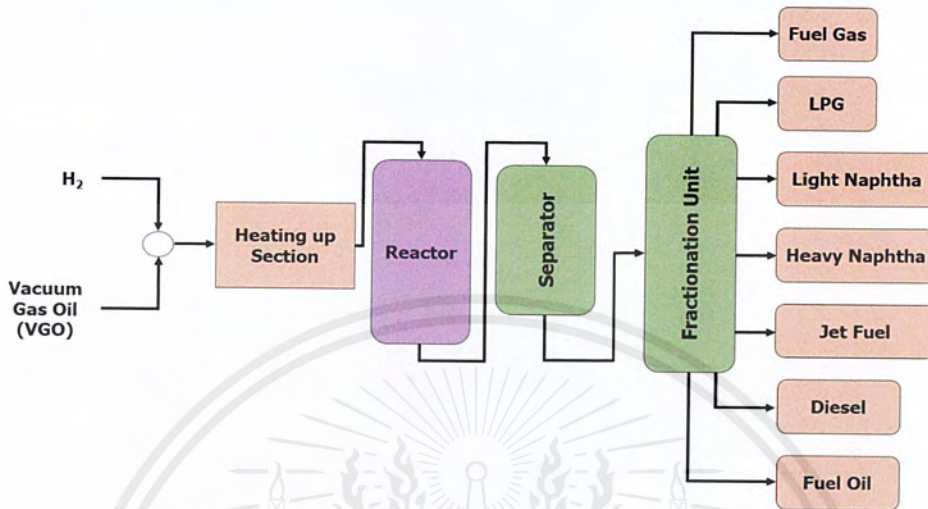 H₂
Vacuum
Gas Oil
(VGO)
Heating up
Section
Reactor
Separator
Fractionation Unit
Fuel Gas
LPG
Light Naphtha
Heavy Naphtha
Jet Fuel
Diesel
Fuel Oil